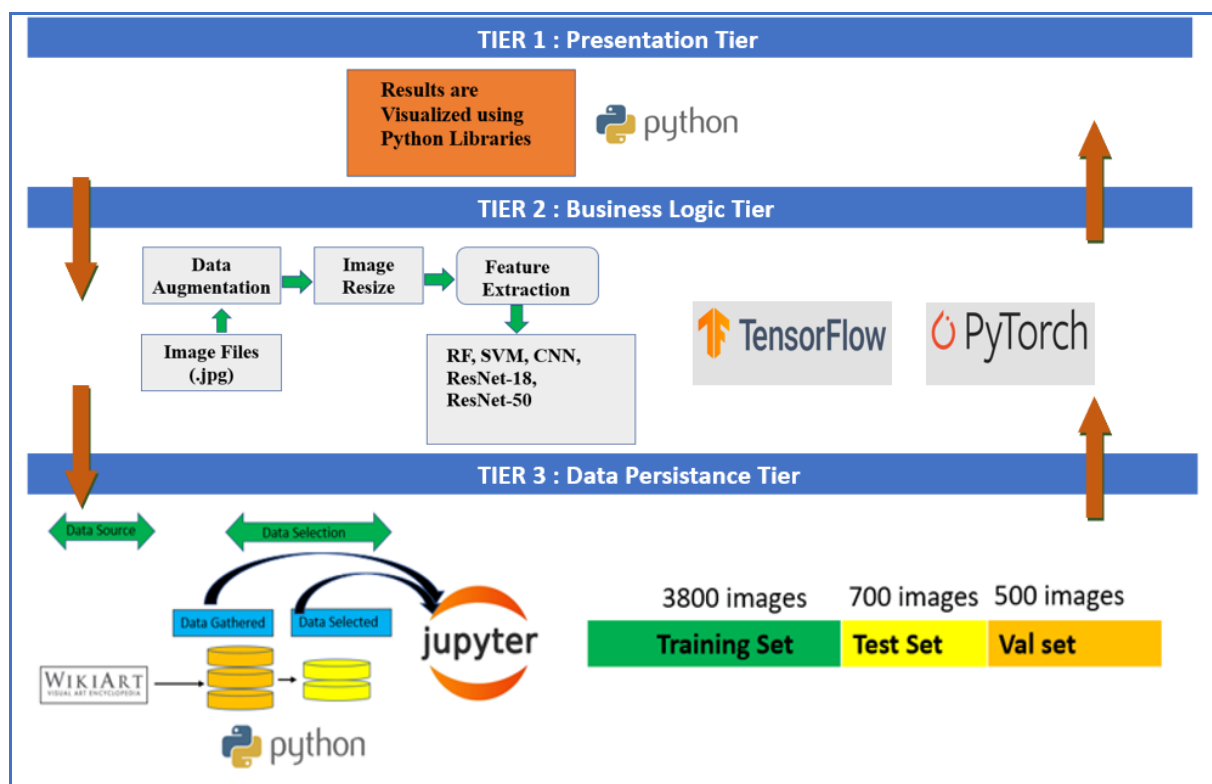 TIER 1 : Presentation Tier
Results are
Visualized using
Python Libraries
python
TIER 2 : Business Logic Tier
Data
Augmentation
Image
Resize
Feature
Extraction
Image Files
(.jpg)
RF, SVM, CNN,
ResNet-18,
ResNet-50
TensorFlow
PyTorch
TIER 3 : Data Persistance Tier
Data Source
Data Selection
Data Gathered
Data Selected
jupyter
WIKIART
VISUAL ART ENCYCLOPEDIA
python
3800 images
700 images
500 images
Training Set
Test Set
Val set